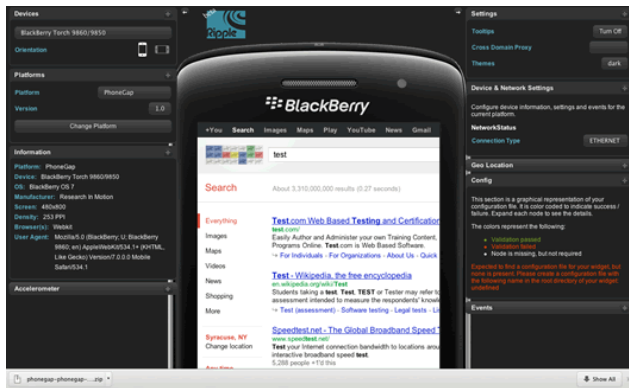 Devices
BlackBerry Torch 9860/9850
Orientation
Platforms
Platform PhoneGap
Version 1.0
Change Platform
Information
Platform: PhoneGap
Device: BlackBerry Torch 9860/9850
OS: BlackBerry OS 7
Manufacturer: Research In Motion
Screen: 480x800
Density: 253 PPI
Browser(s): Webkit
User Agent: Mozilla/5.0 (BlackBerry; U; BlackBerry
9860; en) AppleWebKit/534.1+ (KHTML,
Like Gecko) Version/7.0.0.0 Mobile
Safari/534.1
Accelerometer
beta
Ripple
BlackBerry
+You Search Images Maps Play YouTube News Gmail
test
Search About 3,310,000,000 results (0.27 seconds)
Everything
Images
Maps
Videos
News
Shopping
More
Syracuse, NY
Change location
Any time
Test.com Web Based Testing and Certification
test.com/
Easily Author and Administer your own Training Content,
Programs Online. Test.com is Web Based Software.
For Individuals - For Organizations - About Us - Quick
Test - Wikipedia, the free encyclopedia
en.wikipedia.org/wiki/Test
Students taking a test. Test, TEST or Tester may refer to
assessment intended to measure the respondents' knowl
Test (assessment) - Software testing - Legal tests - Li
Speedtest.net - The Global Broadband Speed T
www.speedtest.net/
Test your Internet connection bandwidth to locations arou
interactive broadband speed test.
5,288 people +1'd this
Settings
Tooltips Turn Off
Cross Domain Proxy
Themes dark
Device & Network Settings
Configure device information, settings and events for the
current platform.
NetworkStatus
Connection Type ETHERNET
Geo Location
Config
This section is a graphical representation of your
configuration file. It is color coded to indicate success /
failure. Expand each node to see the details.
The colors represent the following:
Validation passed
Validation failed
Node is missing, but not required
Expected to find a configuration file for your widget, but
name is present. Please create a configuration file with
the following name in the root directory of your widget:
undefined
Events
phonegap-phonegap-....zip
Show All